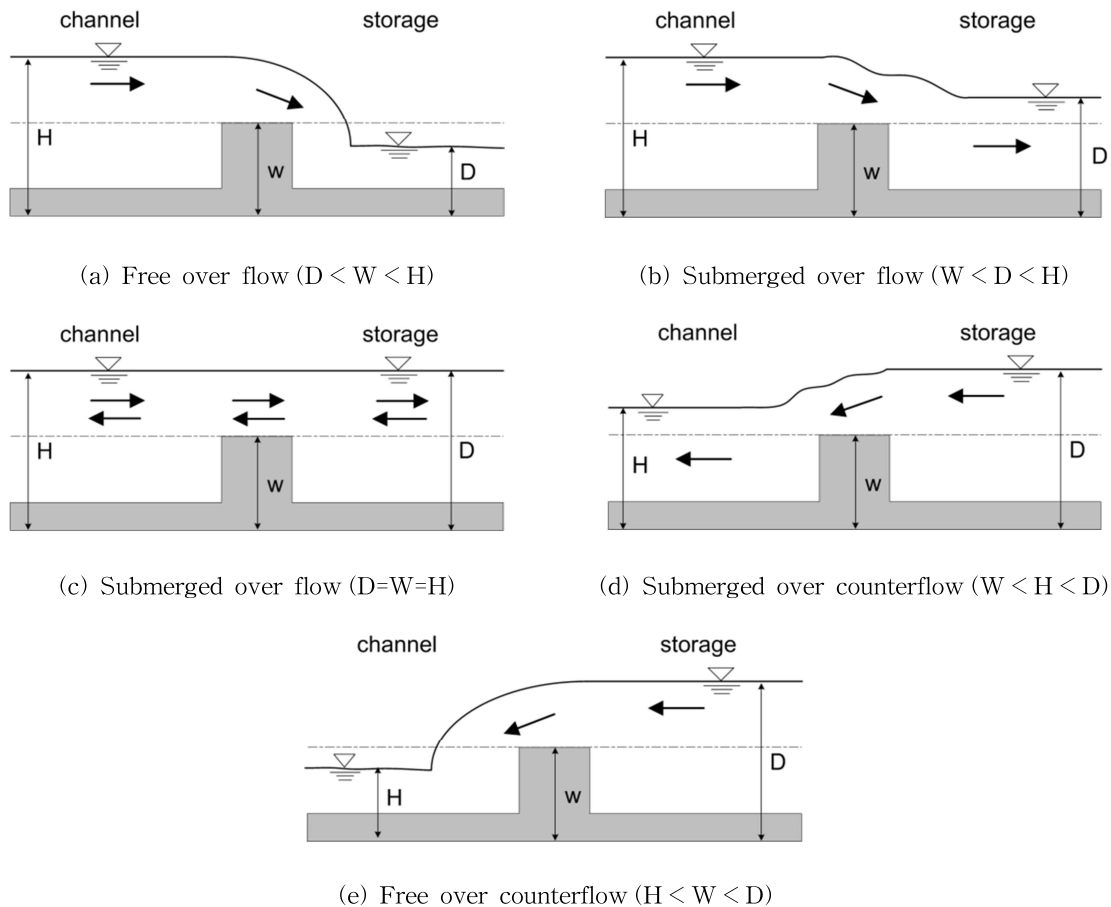 channel storage
H W D
(a) Free over flow (D < W < H)
channel storage
H W D
(b) Submerged over flow (W < D < H)
channel storage
H W D
(c) Submerged over flow (D=W=H)
channel storage
H W D
(d) Submerged over counterflow (W < H < D)
channel storage
H W D
(e) Free over counterflow (H < W < D)